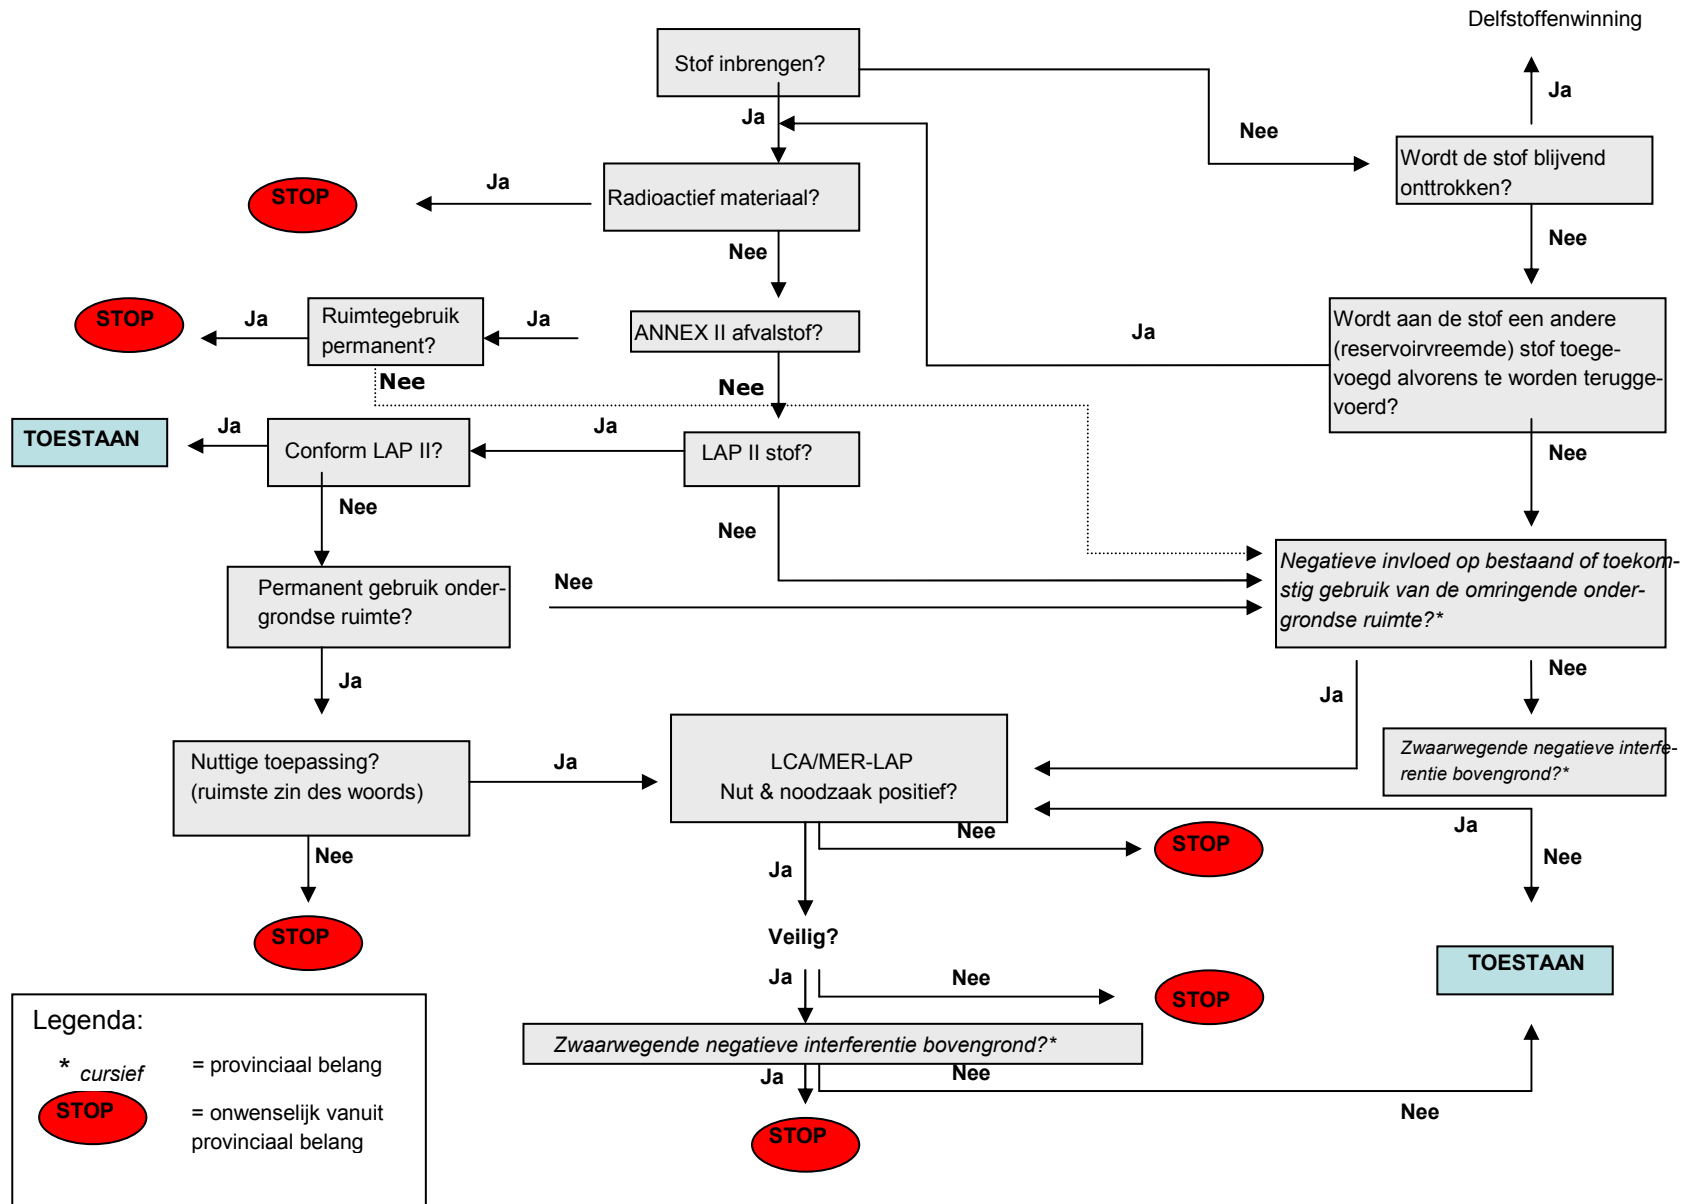 Delfstoffenwinning
Stof inbrengen?
Ja
Ja
Nee
Wordt de stof blijvend
onttrokken?
Radioactief materiaal?
Ja
STOP
Nee
Nee
Ruimtegebruik
permanent?
Ja
STOP
Ja
ANNEX II afvalstof?
Ja
Wordt aan de stof een andere
(reservoirvreemde) stof toege-
voegd alvorens te worden terugge-
voerd?
Nee
Nee
TOESTAAN
Ja
Conform LAP II?
Ja
LAP II stof?
Nee
Nee
Nee
Negatieve invloed op bestaand of toekom-
stig gebruik van de omringende onder-
grondse ruimte?*
Permanent gebruik onder-
grondse ruimte?
Nee
Ja
Ja
Nee
Nuttige toepassing?
(ruimste zin des woords)
Ja
LCA/MER-LAP
Nut & noodzaak positief?
Zwaarwegende negatieve interfe-
rentie bovengrond?*
Nee
Ja
Nee
STOP
Ja
Nee
STOP
Veilig?
Ja
Nee
STOP
TOESTAAN
Zwaarwegende negatieve interferentie bovengrond?*
Ja
Nee
Nee
STOP
Legenda:
* cursief = provinciaal belang
STOP = onwenselijk vanuit
provinciaal belang